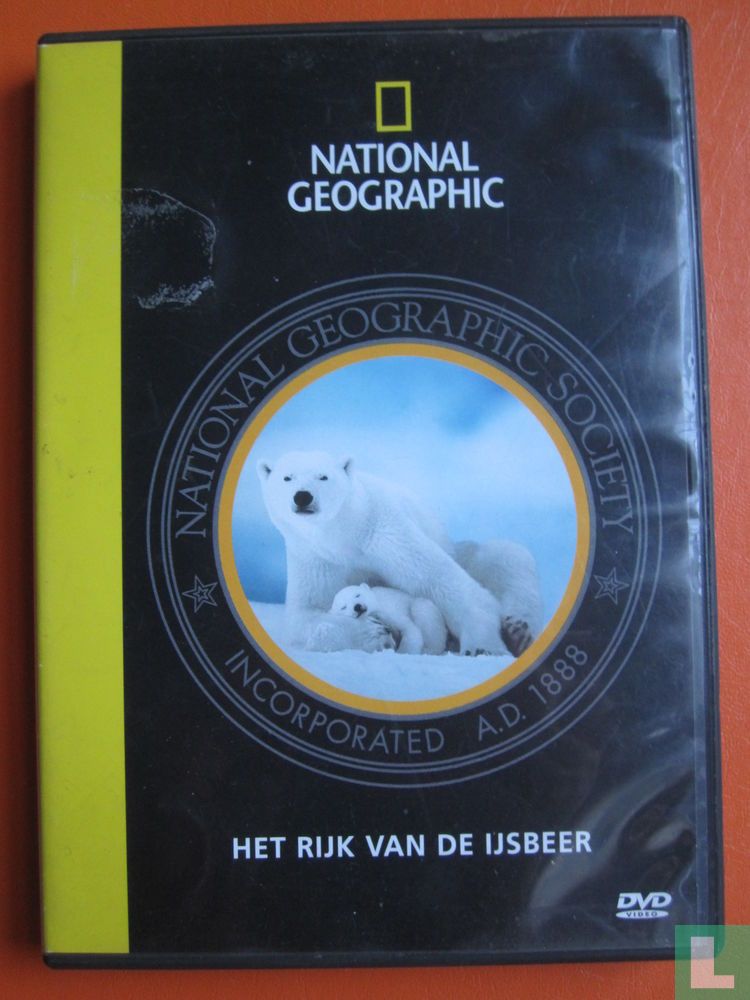 NATIONAL
GEOGRAPHIC
NATIONAL GEOGRAPHIC SOCIETY
INCORPORATED A.D. 1888
HET RIJK VAN DE IJSBEER
DVD
VIDEO
L